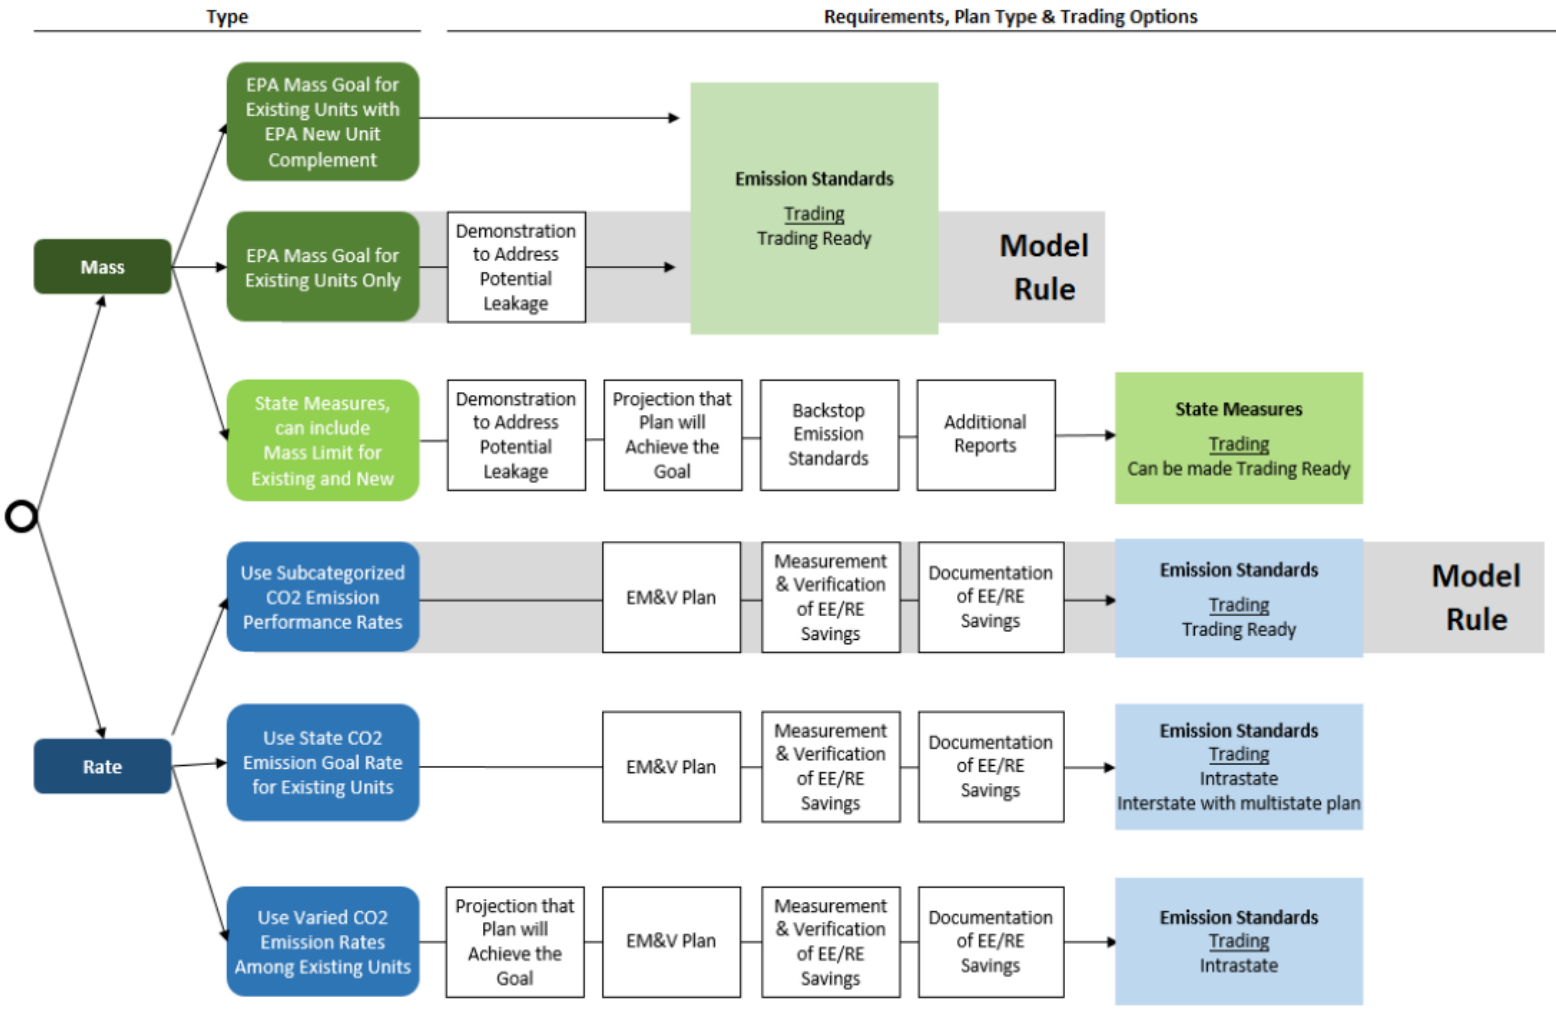 Type
Requirements, Plan Type & Trading Options
EPA Mass Goal for
Existing Units with
EPA New Unit
Complement
Emission Standards
Trading
Trading Ready
Mass
EPA Mass Goal for
Existing Units Only
Demonstration
to Address
Potential
Leakage
Model
Rule
State Measures,
can include
Mass Limit for
Existing and New
Demonstration
to Address
Potential
Leakage
Projection that
Plan will
Achieve the
Goal
Backstop
Emission
Standards
Additional
Reports
State Measures
Trading
Can be made Trading Ready
Use Subcategorized
CO2 Emission
Performance Rates
EM&V Plan
Measurement
& Verification
of EE/RE
Savings
Documentation
of EE/RE
Savings
Emission Standards
Trading
Trading Ready
Model
Rule
Rate
Use State CO2
Emission Goal Rate
for Existing Units
EM&V Plan
Measurement
& Verification
of EE/RE
Savings
Documentation
of EE/RE
Savings
Emission Standards
Trading
Intrastate
Interstate with multistate plan
Use Varied CO2
Emission Rates
Among Existing Units
Projection that
Plan will
Achieve the
Goal
EM&V Plan
Measurement
& Verification
of EE/RE
Savings
Documentation
of EE/RE
Savings
Emission Standards
Trading
Intrastate